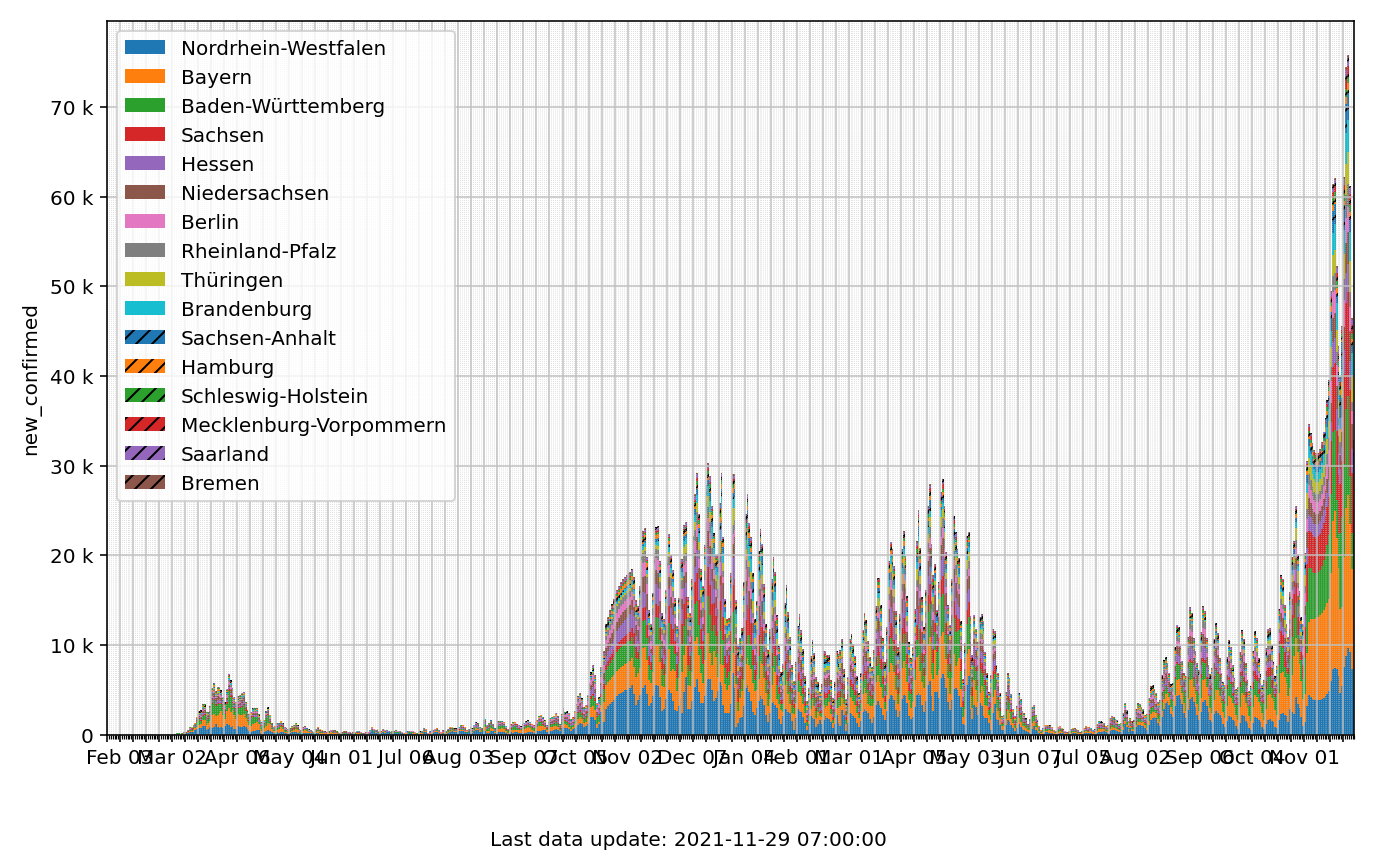 Nordrhein-Westfalen
Bayern
Baden-Württemberg
Sachsen
Hessen
Niedersachsen
Berlin
Rheinland-Pfalz
Thüringen
Brandenburg
Sachsen-Anhalt
Hamburg
Schleswig-Holstein
Mecklenburg-Vorpommern
Saarland
Bremen
70 k
60 k
50 k
40 k
30 k
20 k
10 k
0
new_confirmed
Feb 03 Mar 02 Apr 06 May 04 Jun 01 Jul 06 Aug 03 Sep 07 Oct 05 Nov 02 Dec 07 Jan 04 Feb 01 Mar 01 Apr 05 May 03 Jun 07 Jul 05 Aug 02 Sep 06 Oct 04 Nov 01
Last data update: 2021-11-29 07:00:00